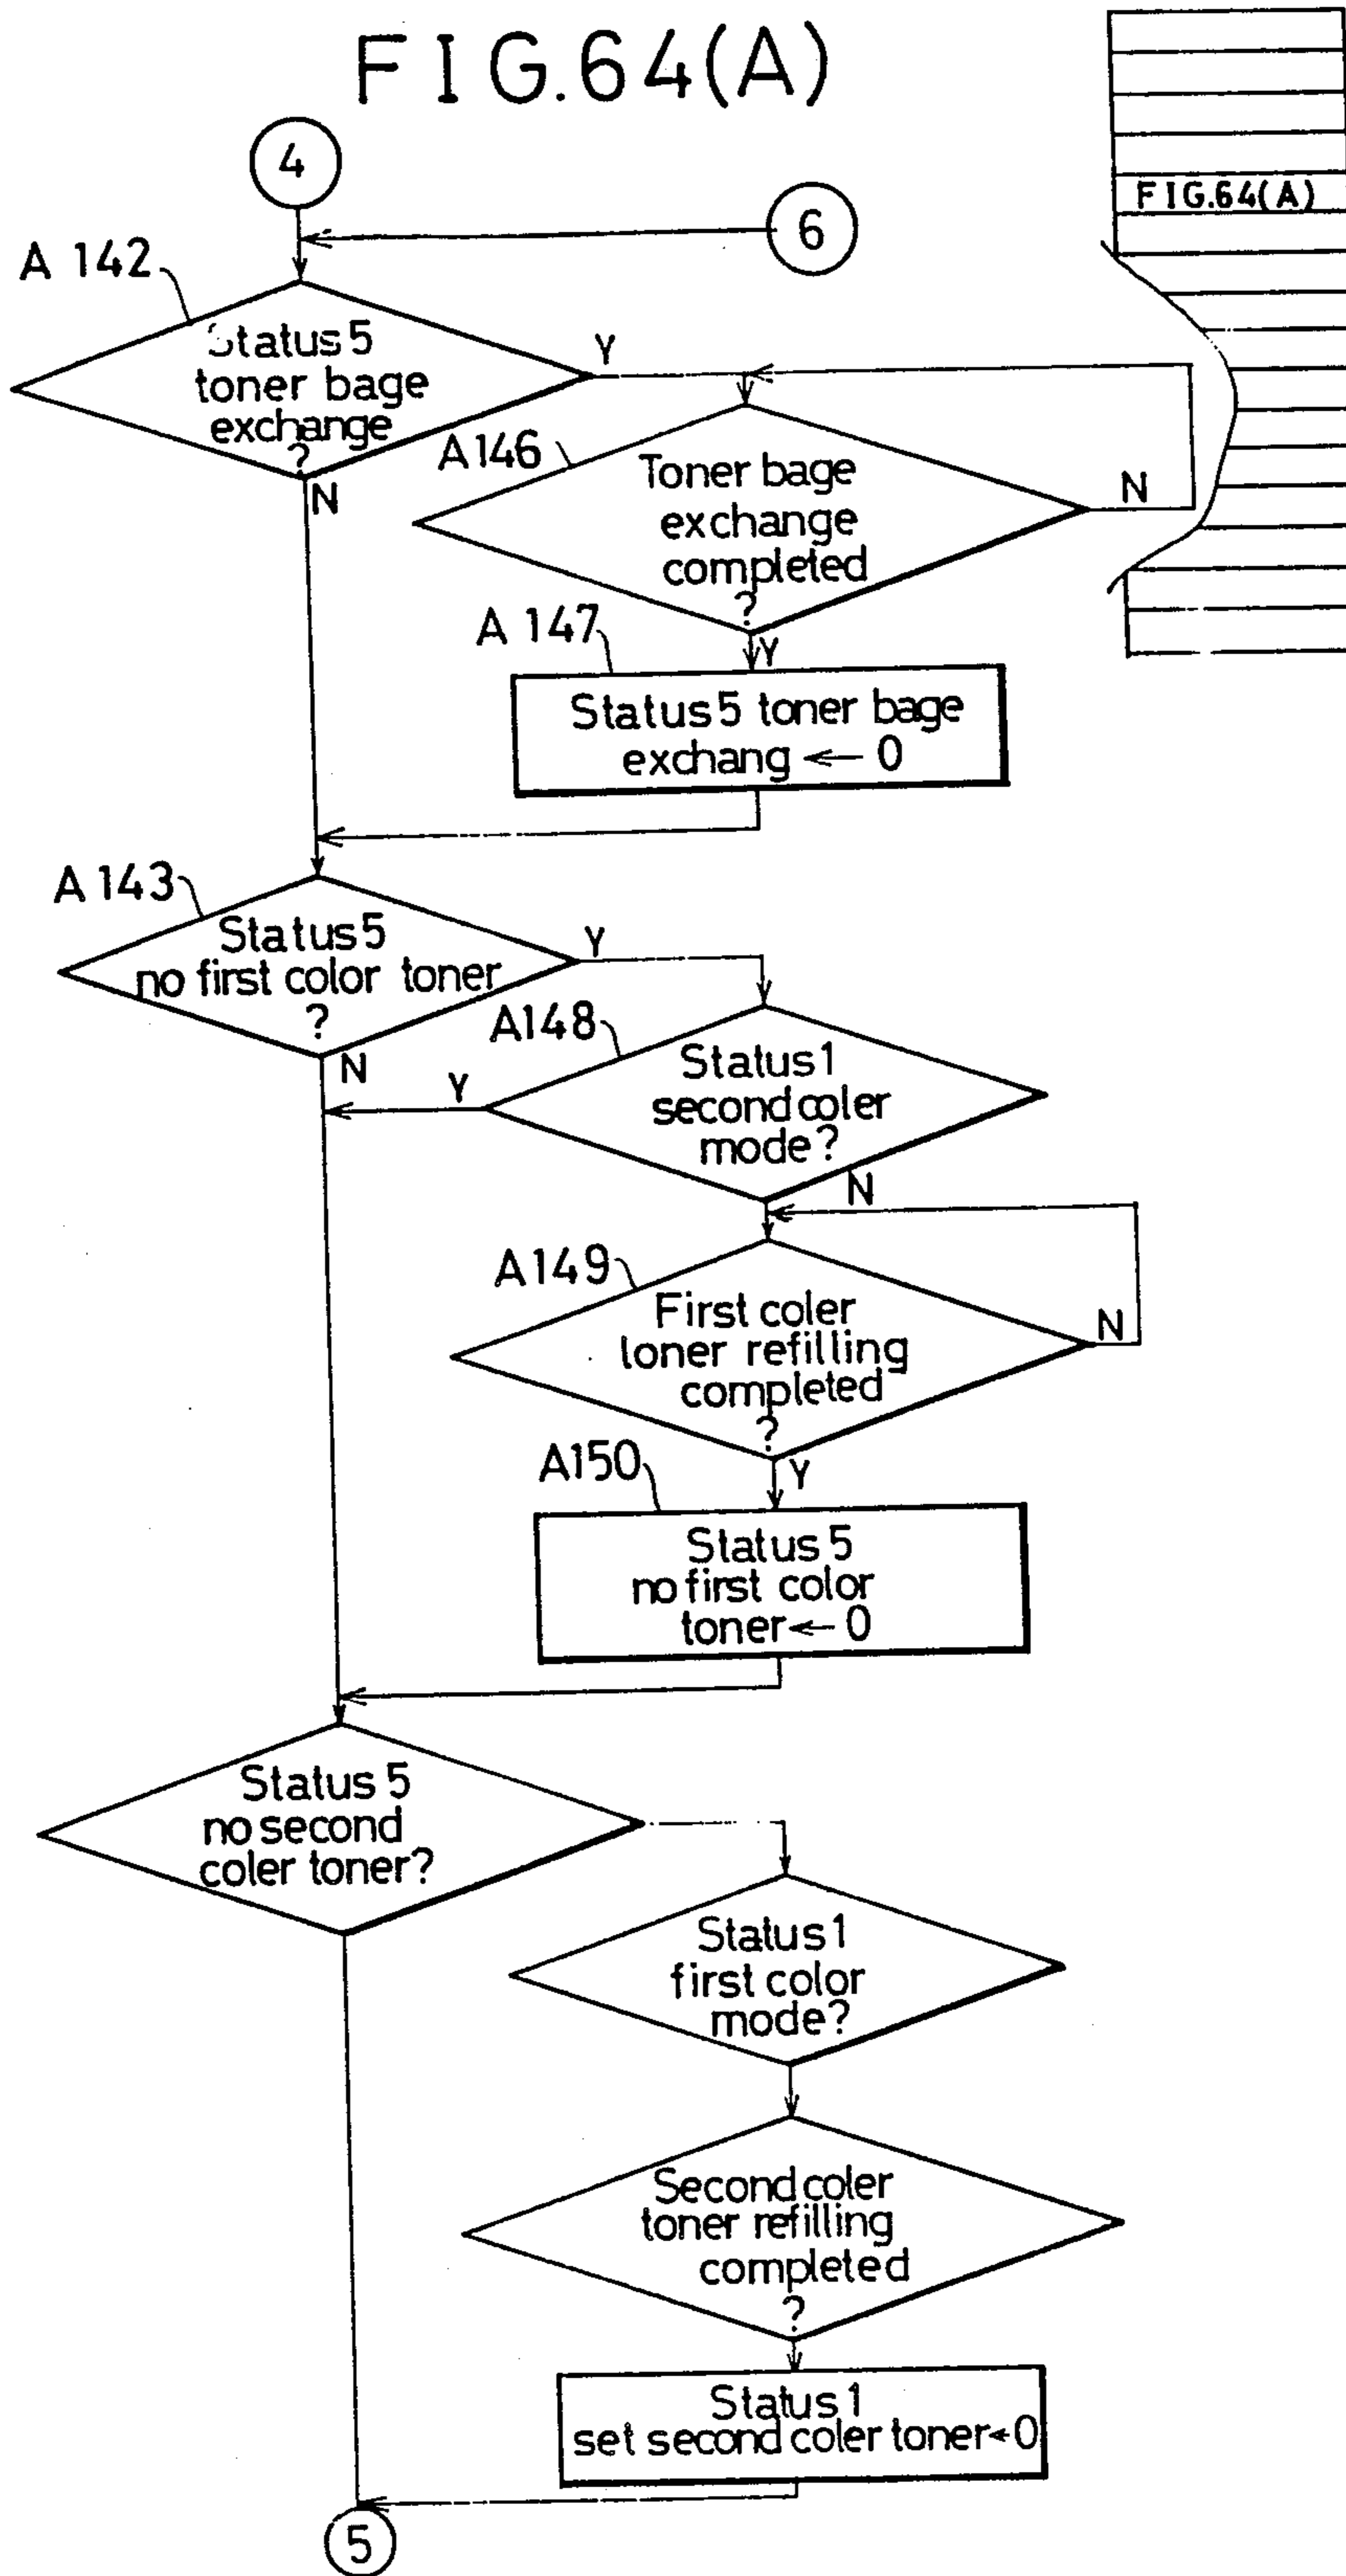 FIG.64(A)
FIG.64(A)
4
6
A 142
Status 5
toner bage
exchange
?
Y
N
A146
Toner bage
exchange
completed
?
N
Y
A 147
Status 5 toner bage
exchang ← 0
A 143
Status 5
no first color toner
?
Y
N
A148
Status 1
second coler
mode?
Y
N
A149
First coler
loner refilling
completed
?
N
Y
A150
Status 5
no first color
toner ← 0
Status 5
no second
coler toner?
Status 1
first color
mode?
Second coler
toner refilling
completed
?
Status 1
set second coler toner ← 0
5